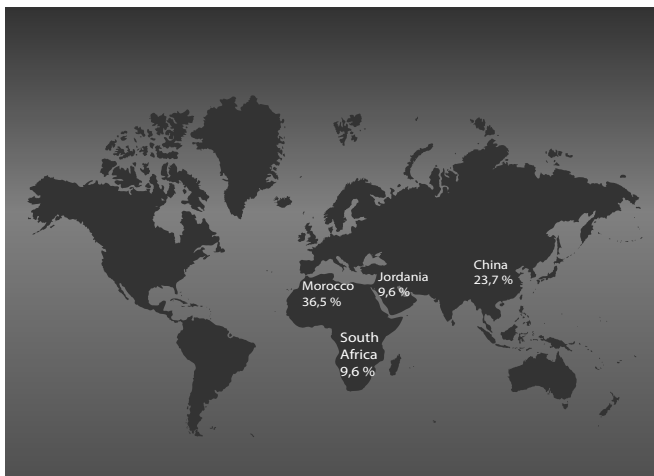 Morocco
36,5 %
Jordania
9,6 %
China
23,7 %
South
Africa
9,6 %